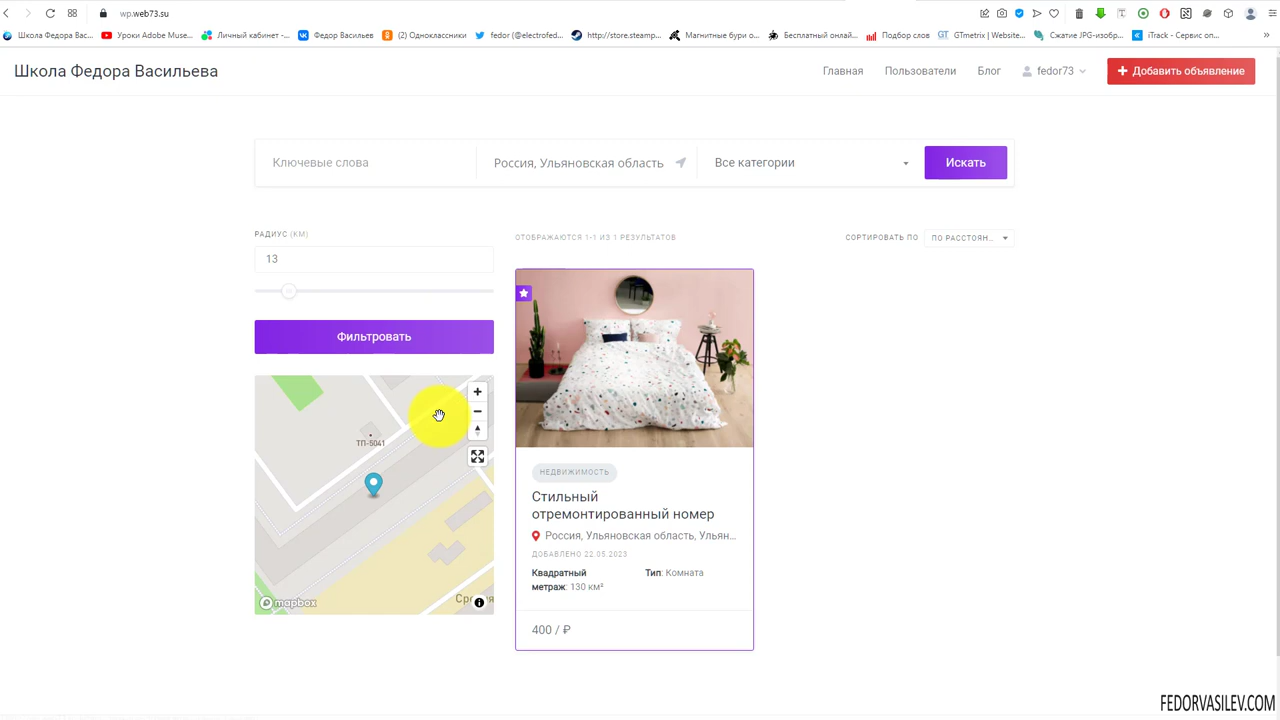 wp.web73.su
Школа Федора Вас...
Уроки Adobe Muse...
Личный кабинет -...
Федор Васильев
(2) Одноклассники
fedor (@electrofed...
http://store.steamp...
Магнитные бури о...
Бесплатный онлай...
Подбор слов
GTmetrix | Website...
Сжатие JPG-изобр...
iTrack - Сервис оп...
Школа Федора Васильева
Главная
Пользователи
Блог
fedor73
Добавить объявление
Ключевые слова
Россия, Ульяновская область
Все категории
Искать
РАДИУС (КМ)
ОТОБРАЖАЮТСЯ 1-1 ИЗ 1 РЕЗУЛЬТАТОВ
СОРТИРОВАТЬ ПО
ПО РАССТОЯН...
13
Фильтровать
ТП-5041
mapbox
НЕДВИЖИМОСТЬ
Стильный
отремонтированный номер
Россия, Ульяновская область, Ульян...
ДОБАВЛЕНО 22.05.2023
Квадратный
метраж: 130 км²
Тип: Комната
400 / ₽
FEDORVASILEV.COM